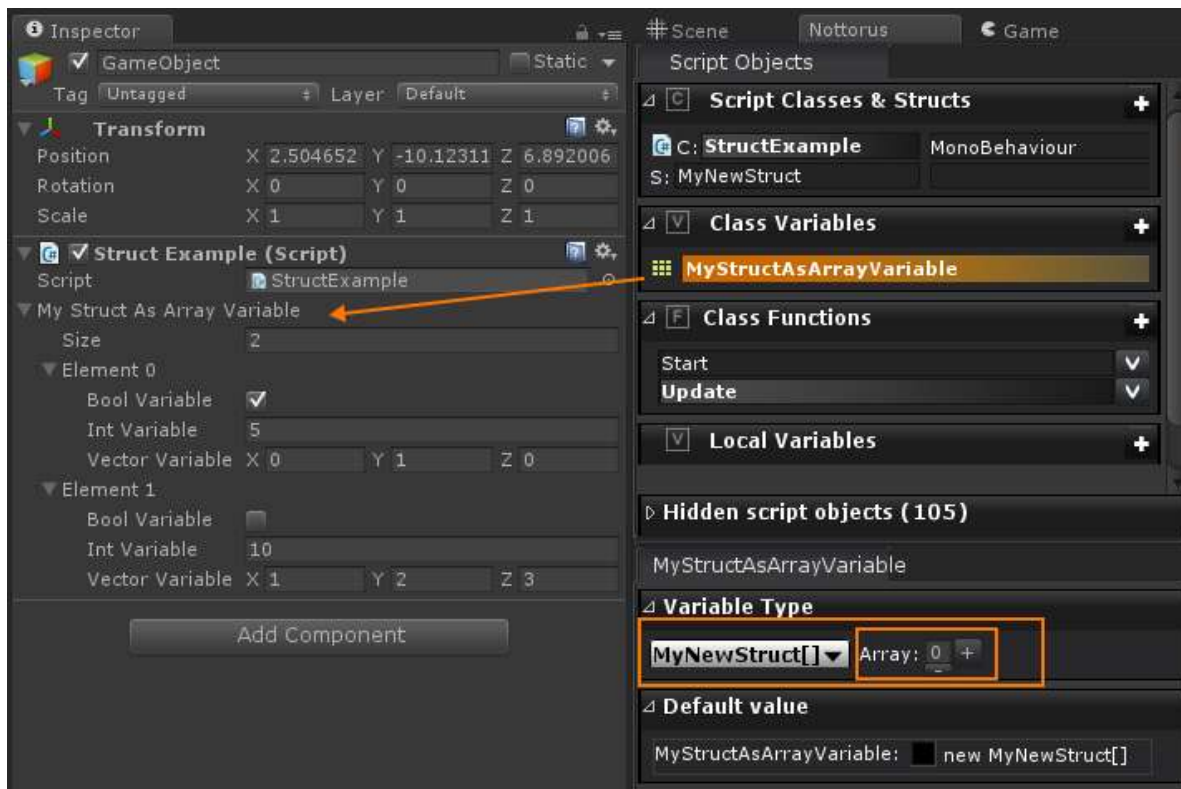 Inspector
GameObject
Static
Tag Untagged Layer Default
Transform
Position X 2.504652 Y -10.12311 Z 6.892006
Rotation X 0 Y 0 Z 0
Scale X 1 Y 1 Z 1
Struct Example (Script)
Script StructExample
My Struct As Array Variable
Size 2
Element 0
Bool Variable
Int Variable 5
Vector Variable X 0 Y 1 Z 0
Element 1
Bool Variable
Int Variable 10
Vector Variable X 1 Y 2 Z 3
Add Component
Scene Nottorus Game
Script Objects
C Script Classes & Structs +
C: StructExample MonoBehaviour
S: MyNewStruct
V Class Variables +
MyStructAsArrayVariable
F Class Functions +
Start
Update
V Local Variables +
Hidden script objects (105)
MyStructAsArrayVariable
Variable Type
MyNewStruct[] Array: 0 +
Default value
MyStructAsArrayVariable: new MyNewStruct[]